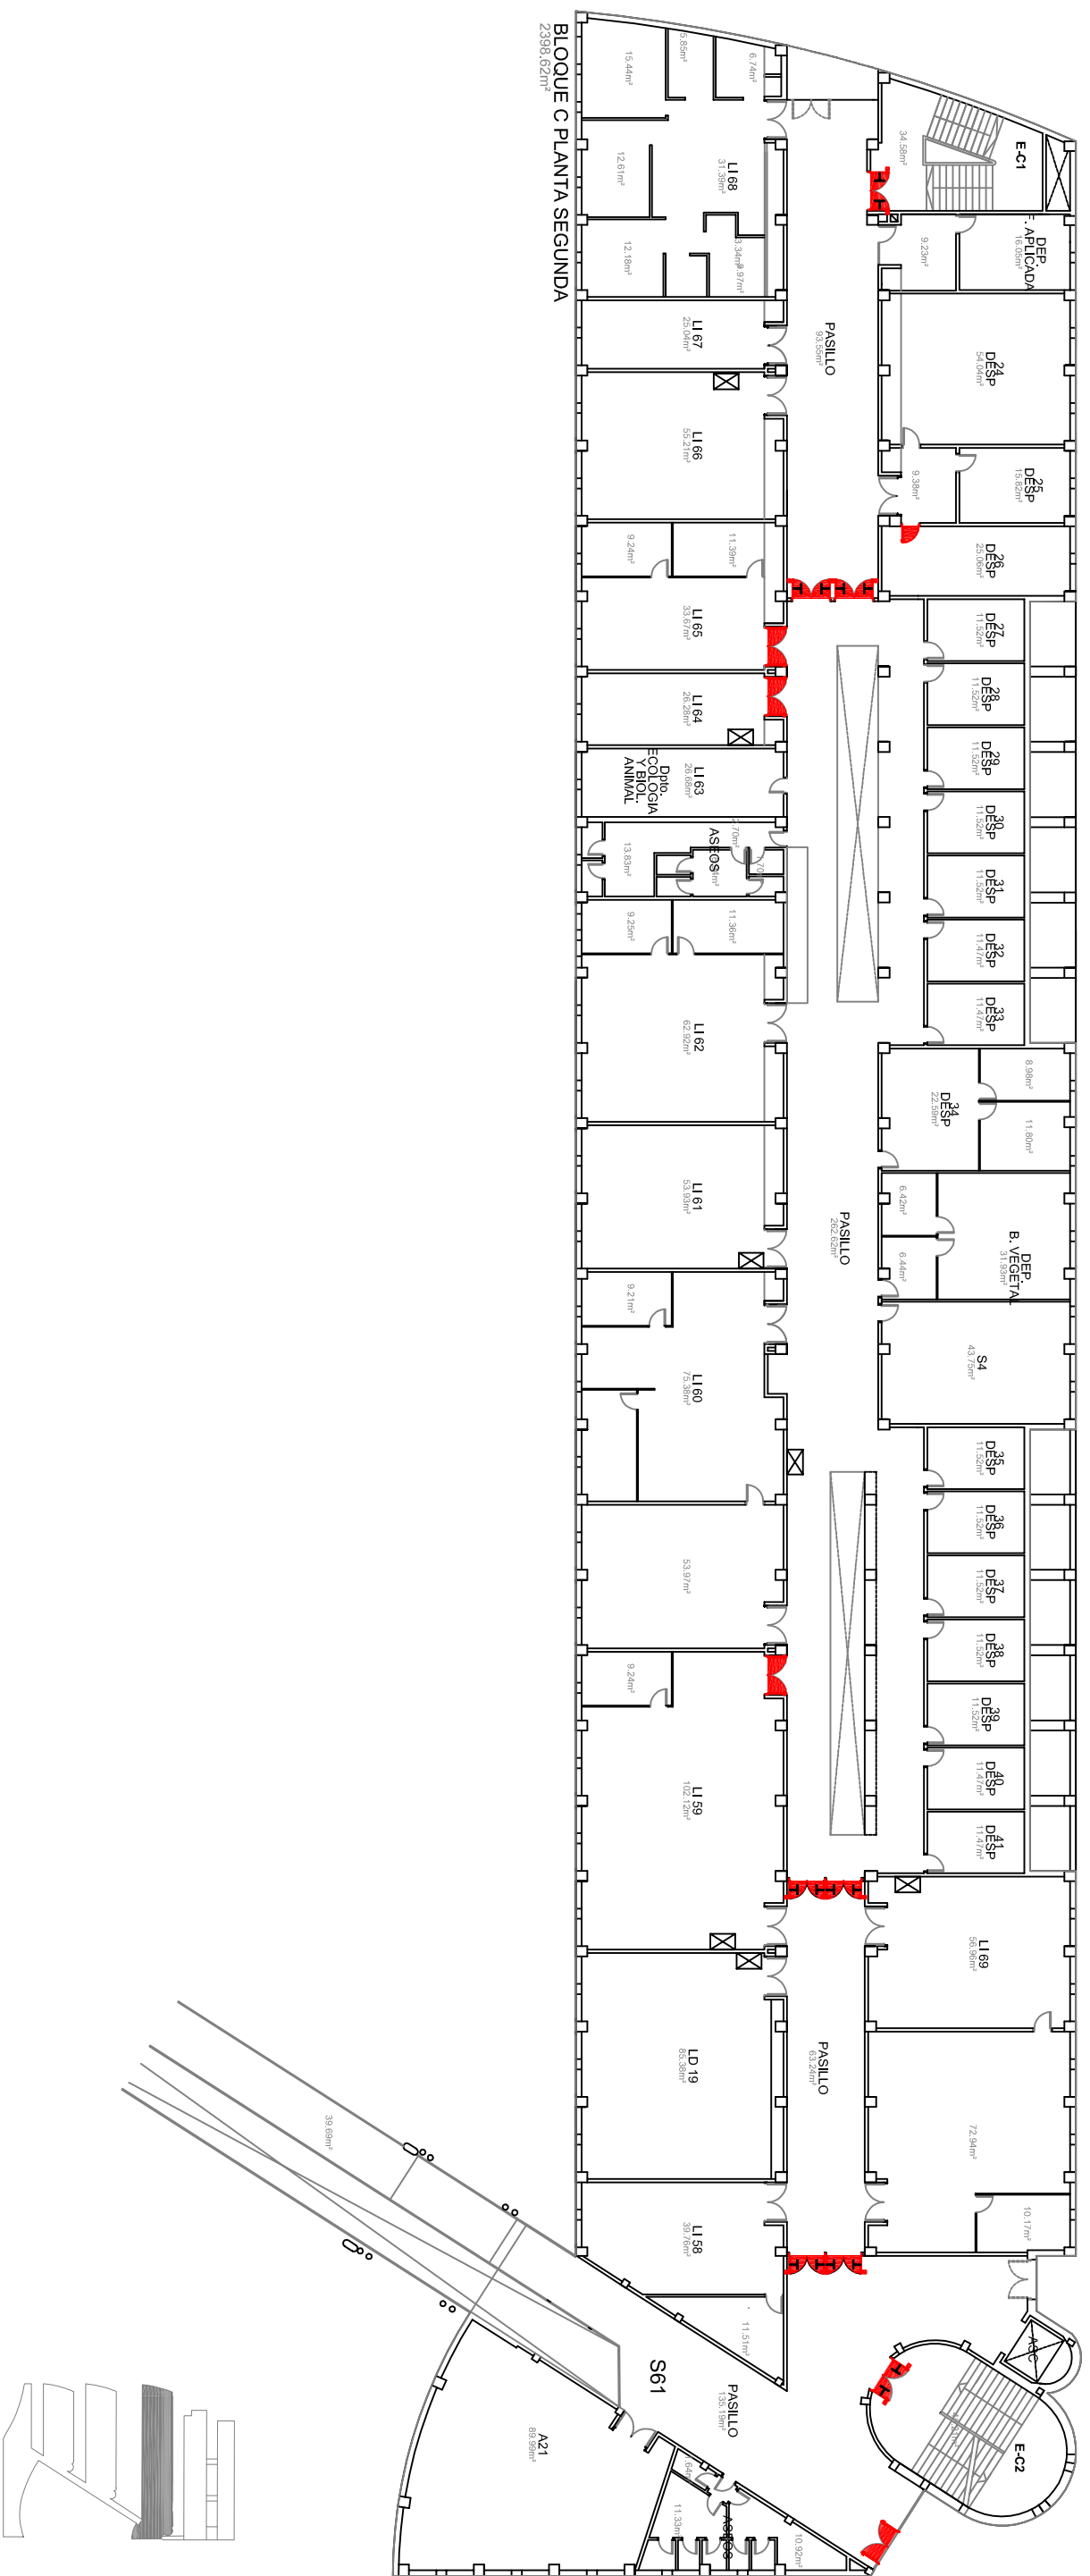 BLOQUE C PLANTA SEGUNDA
2398.62m²
E-C1
34.58m²
DEP.
F. APLICADA
16.05m²
9.23m²
24
DESP
54.04m²
25
DESP
15.82m²
9.38m²
26
DESP
25.06m²
27
DESP
11.52m²
28
DESP
11.52m²
29
DESP
11.52m²
30
DESP
11.52m²
31
DESP
11.52m²
32
DESP
11.47m²
33
DESP
11.47m²
8.98m²
11.80m²
34
DESP
22.59m²
6.42m²
6.44m²
DEP.
B. VEGETAL
31.93m²
S4
43.75m²
35
DESP
11.52m²
36
DESP
11.52m²
37
DESP
11.52m²
38
DESP
11.52m²
39
DESP
11.52m²
40
DESP
11.47m²
41
DESP
11.47m²
LI 69
56.96m²
72.94m²
10.17m²
ASC
E-C2
PASILLO
93.55m²
PASILLO
262.62m²
PASILLO
63.24m²
PASILLO
135.19m²
S61
15.44m²
5.85m²
6.74m²
LI 68
31.39m²
12.61m²
12.18m²
LI 67
25.04m²
LI 66
55.21m²
9.24m²
11.39m²
LI 65
33.67m²
LI 64
26.28m²
LI 63
26.68m²
Dpto.
ECOLOGIA
Y BIOL.
ANIMAL
ASEOS
13.83m²
9.25m²
11.36m²
LI 62
62.92m²
LI 61
53.93m²
9.21m²
LI 60
75.38m²
53.97m²
9.24m²
LI 59
102.12m²
LD 19
85.38m²
LI 58
39.76m²
11.51m²
39.69m²
A21
89.99m²
11.33m²
ASEOS
10.92m²